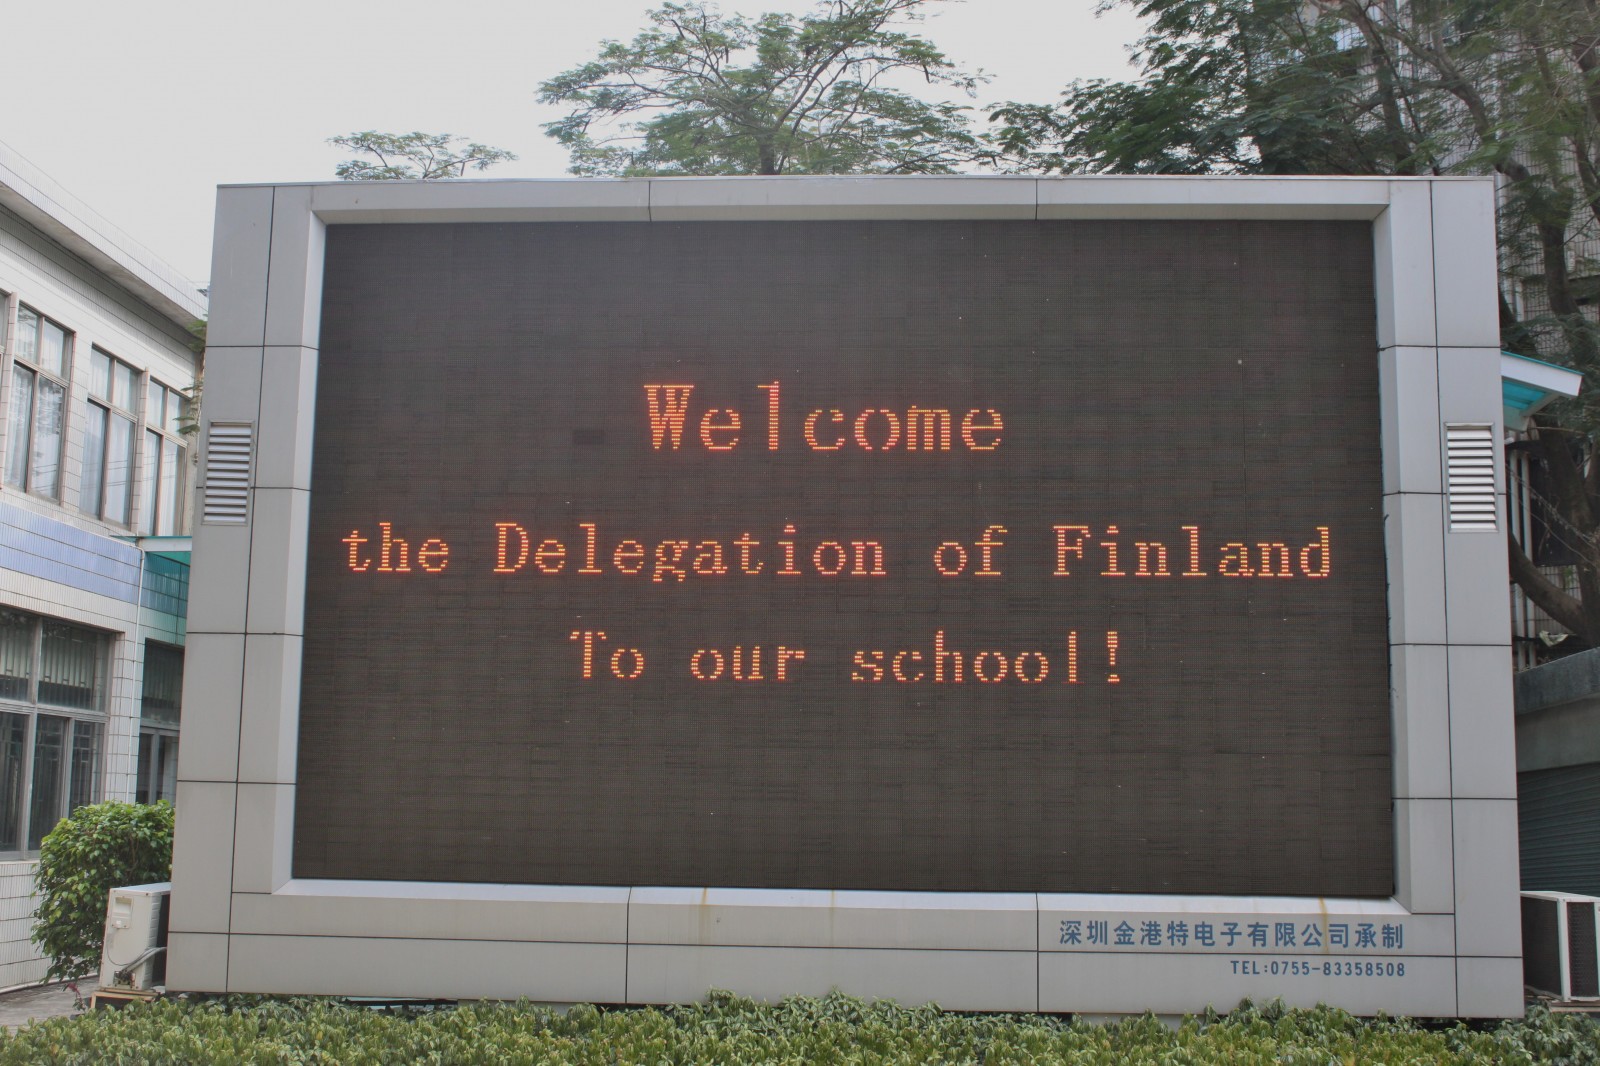 Welcome
the Delegation of Finland
To our school!
深圳金港特电子有限公司承制
TEL:0755-83358508